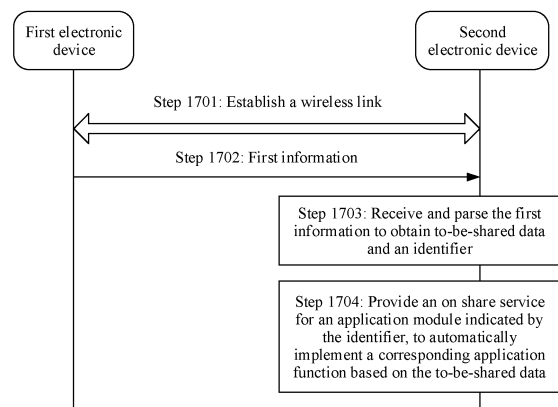 First electronic
device
Second
electronic device
Step 1701: Establish a wireless link
Step 1702: First information
Step 1703: Receive and parse the first
information to obtain to-be-shared data
and an identifier
Step 1704: Provide an on share service
for an application module indicated by
the identifier, to automatically
implement a corresponding application
function based on the to-be-shared data